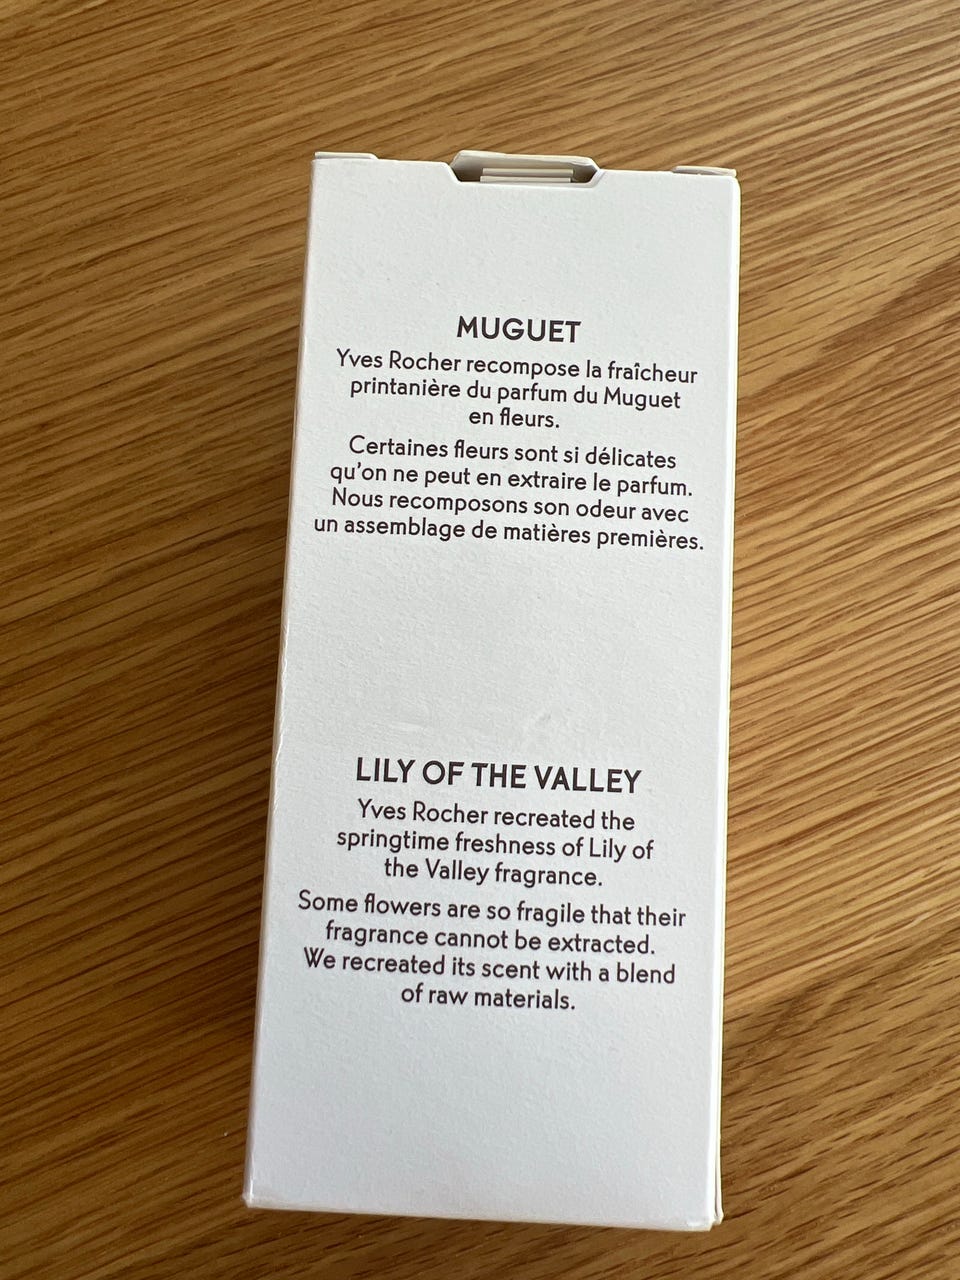 MUGUET
Yves Rocher recompose la fraîcheur
printanière du parfum du Muguet
en fleurs.
Certaines fleurs sont si délicates
qu'on ne peut en extraire le parfum.
Nous recomposons son odeur avec
un assemblage de matières premières.
LILY OF THE VALLEY
Yves Rocher recreated the
springtime freshness of Lily of
the Valley fragrance.
Some flowers are so fragile that their
fragrance cannot be extracted.
We recreated its scent with a blend
of raw materials.